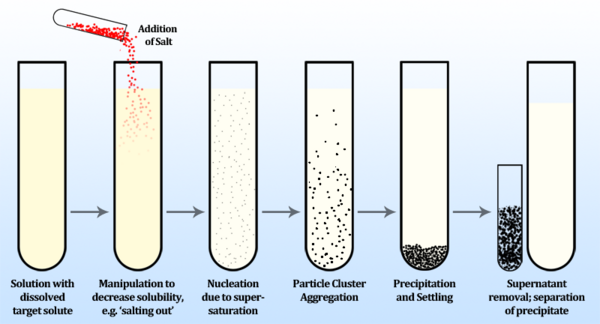 Addition
of Salt
Solution with
dissolved
target solute
Manipulation to
decrease solubility,
e.g. ‘salting out’
Nucleation
due to super-
saturation
Particle Cluster
Aggregation
Precipitation
and Settling
Supernatant
removal; separation
of precipitate